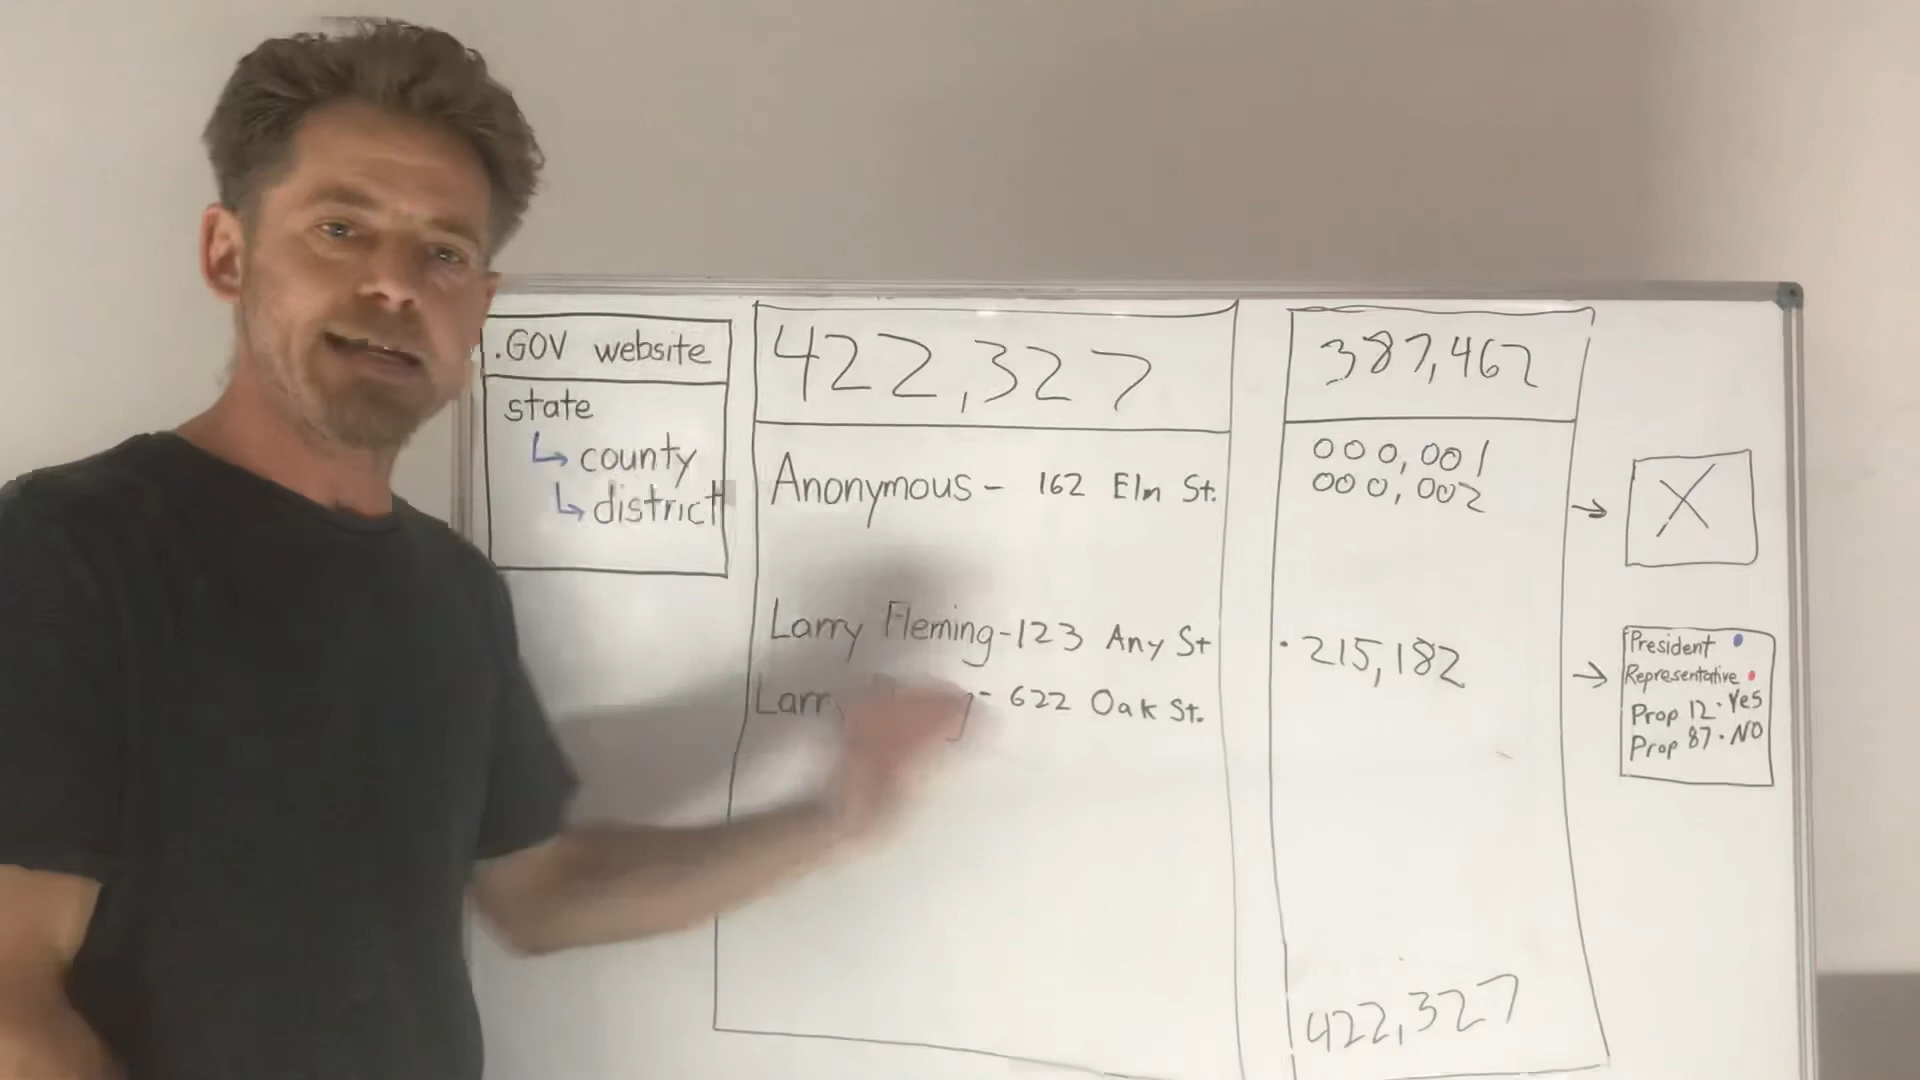 .GOV website
state
↳ county
↳ district
422,327
Anonymous - 162 Elm St.
Larry Fleming - 123 Any St
Larr - 622 Oak St.
387,462
000,001
000,002
· 215,182
422,327
X
President
Representative
Prop 12 · Yes
Prop 87 · NO